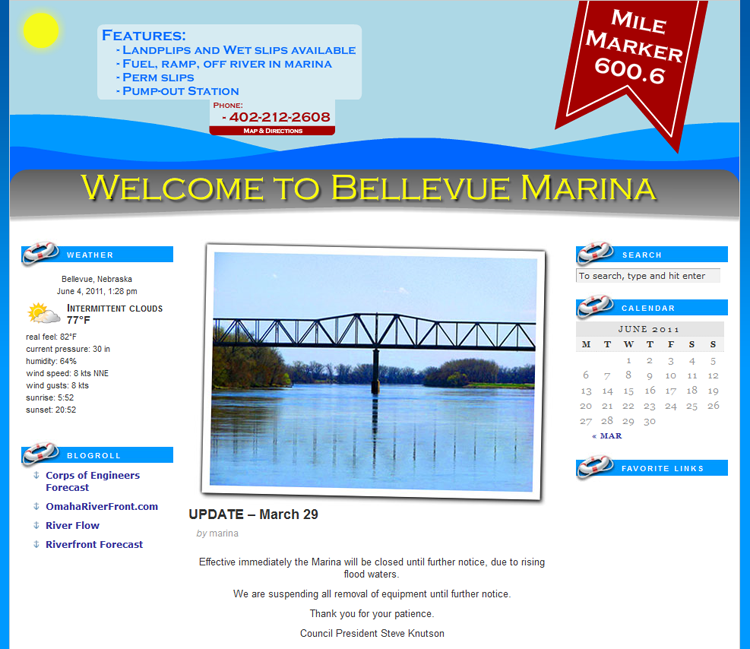 Features:
- Landplips and Wet slips available
- Fuel, ramp, off river in marina
- Perm slips
- Pump-out Station
Phone:
- 402-212-2608
Map & Directions
Mile
Marker
600.6
Welcome to Bellevue Marina
WEATHER
Bellevue, Nebraska
June 4, 2011, 1:28 pm
Intermittent clouds
77°F
real feel: 82°F
current pressure: 30 in
humidity: 64%
wind speed: 8 kts NNE
wind gusts: 8 kts
sunrise: 5:52
sunset: 20:52
BLOGROLL
Corps of Engineers
Forecast
OmahaRiverFront.com
River Flow
Riverfront Forecast
UPDATE – March 29
by marina
Effective immediately the Marina will be closed until further notice, due to rising
flood waters.
We are suspending all removal of equipment until further notice.
Thank you for your patience.
Council President Steve Knutson
SEARCH
To search, type and hit enter
CALENDAR
JUNE 2011
M T W T F S S
1 2 3 4 5
6 7 8 9 10 11 12
13 14 15 16 17 18 19
20 21 22 23 24 25 26
27 28 29 30
« MAR
FAVORITE LINKS